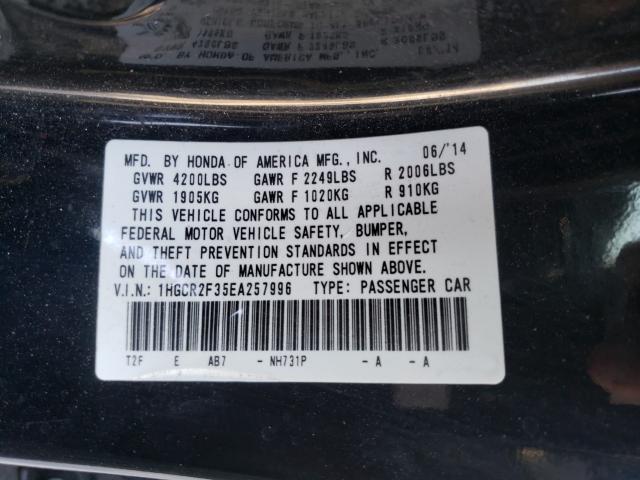 MFD. BY HONDA OF AMERICA MFG., INC. 06/'14
GVWR 4200LBS GAWR F 2249LBS R 2006LBS
GVWR 1905KG GAWR F 1020KG R 910KG
THIS VEHICLE CONFORMS TO ALL APPLICABLE
FEDERAL MOTOR VEHICLE SAFETY, BUMPER,
AND THEFT PREVENTION STANDARDS IN EFFECT
ON THE DATE OF MANUFACTURE SHOWN ABOVE.
V.I.N.: 1HGCR2F35EA257996 TYPE: PASSENGER CAR
T2F E AB7 - NH731P - A - A